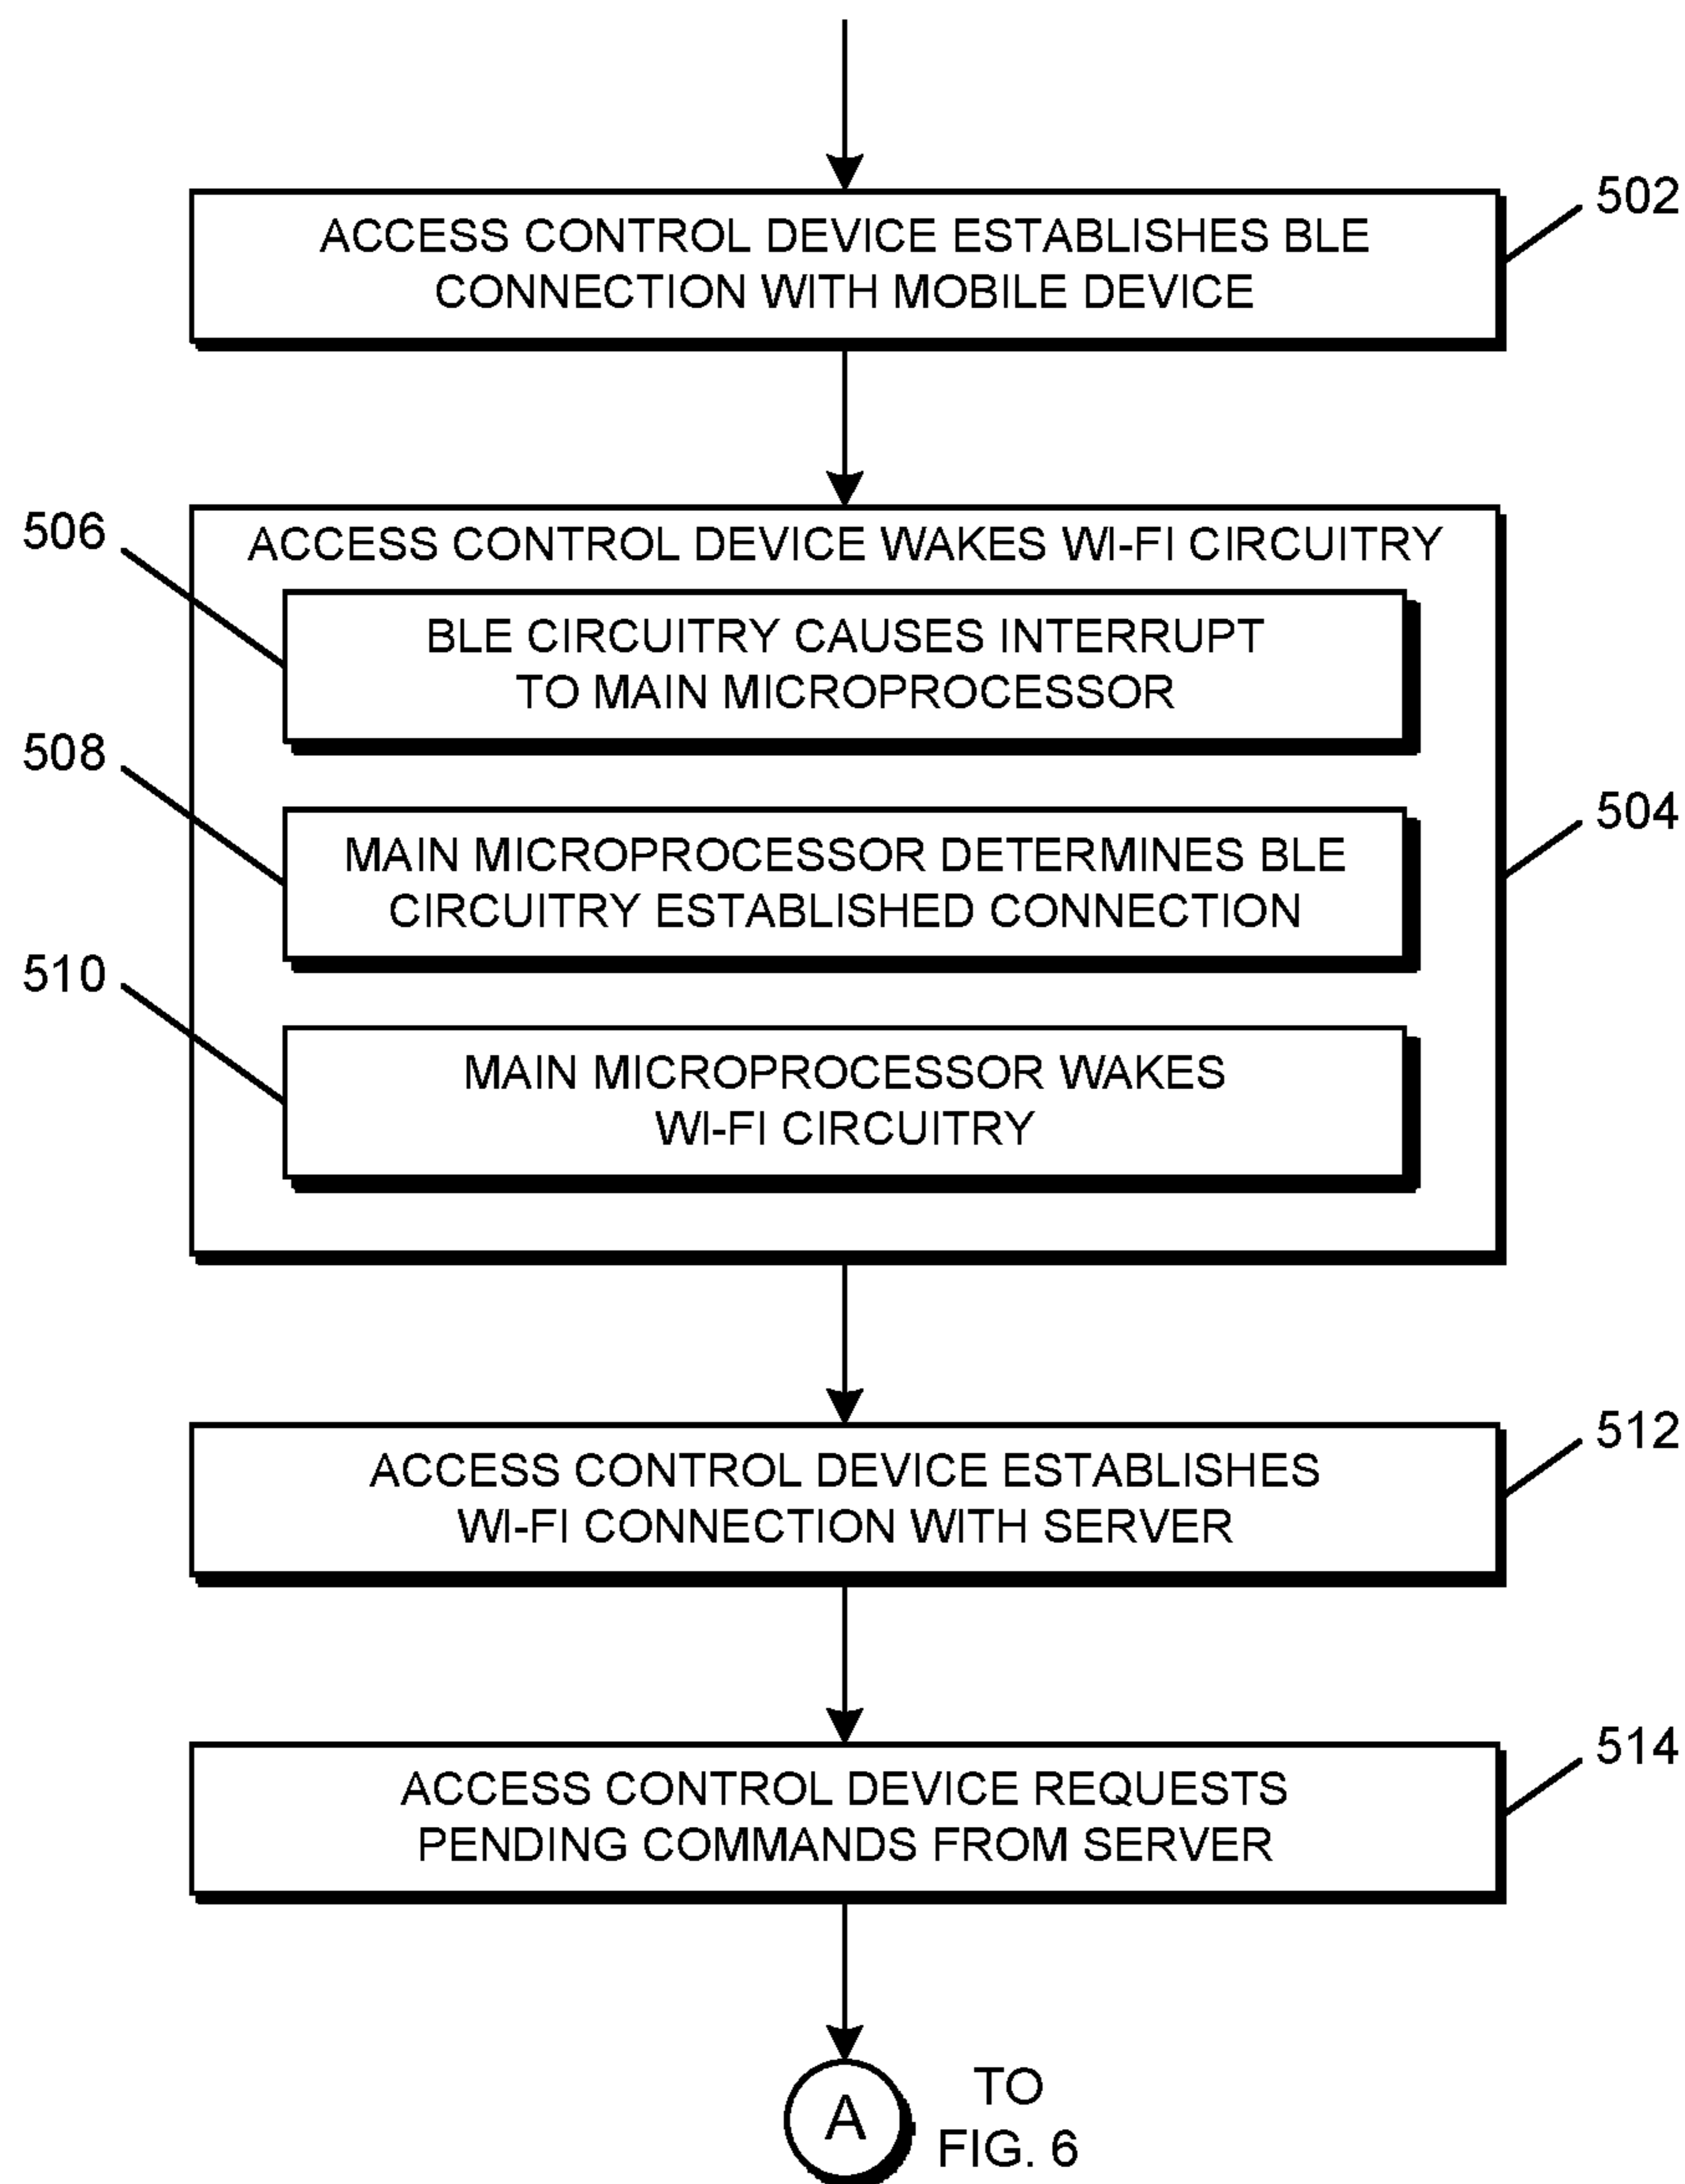 502
ACCESS CONTROL DEVICE ESTABLISHES BLE
CONNECTION WITH MOBILE DEVICE
506
ACCESS CONTROL DEVICE WAKES WI-FI CIRCUITRY
BLE CIRCUITRY CAUSES INTERRUPT
TO MAIN MICROPROCESSOR
508
504
MAIN MICROPROCESSOR DETERMINES BLE
CIRCUITRY ESTABLISHED CONNECTION
510
MAIN MICROPROCESSOR WAKES
WI-FI CIRCUITRY
512
ACCESS CONTROL DEVICE ESTABLISHES
WI-FI CONNECTION WITH SERVER
514
ACCESS CONTROL DEVICE REQUESTS
PENDING COMMANDS FROM SERVER
A
TO
FIG. 6